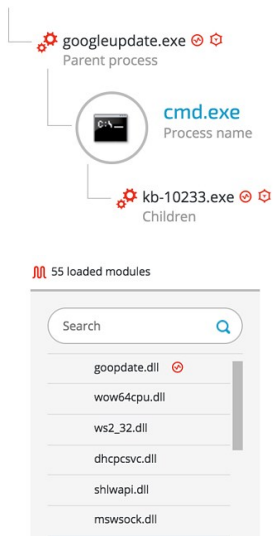 googleupdate.exe
Parent process
C:\_
cmd.exe
Process name
kb-10233.exe
Children
55 loaded modules
Search
goopdate.dll
wow64cpu.dll
ws2_32.dll
dhcpcsvc.dll
shlwapi.dll
mswsock.dll